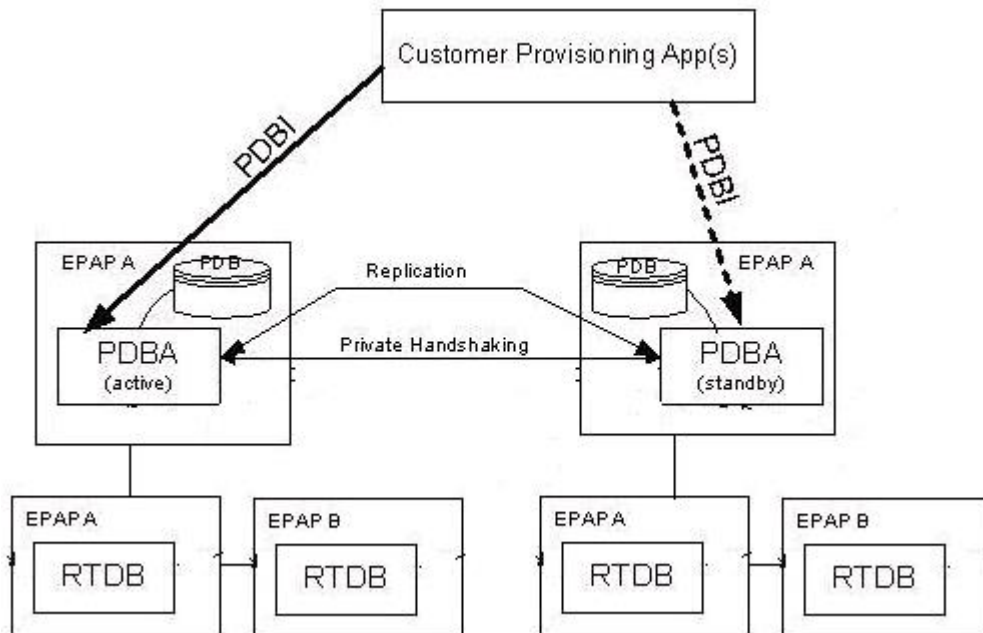 Customer Provisioning App(s)
PDBI
PDBI
EPAP A
PDB
Replication
PDB
EPAP A
PDBA
(active)
Private Handshaking
PDBA
(standby)
EPAP A
RTDB
EPAP B
RTDB
EPAP A
RTDB
EPAP B
RTDB